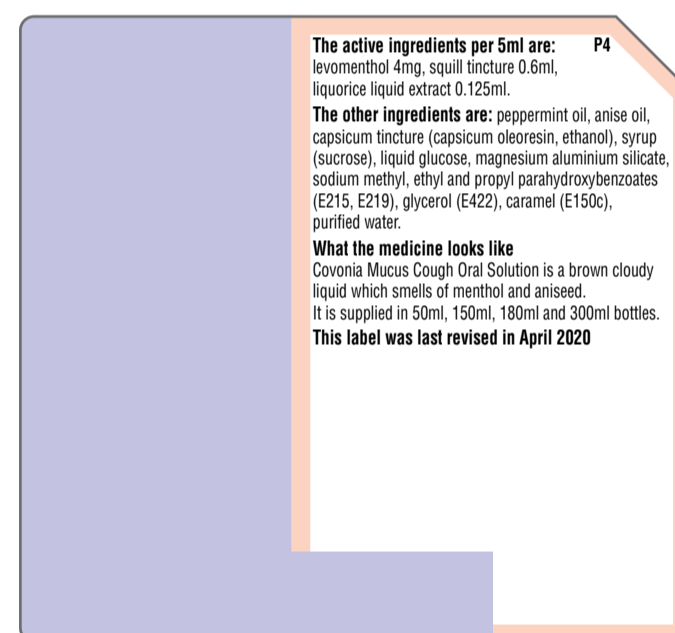 The active ingredients per 5ml are: P4
levomenthol 4mg, squill tincture 0.6ml,
liquorice liquid extract 0.125ml.
The other ingredients are: peppermint oil, anise oil,
capsicum tincture (capsicum oleoresin, ethanol), syrup
(sucrose), liquid glucose, magnesium aluminium silicate,
sodium methyl, ethyl and propyl parahydroxybenzoates
(E215, E219), glycerol (E422), caramel (E150c),
purified water.
What the medicine looks like
Covonia Mucus Cough Oral Solution is a brown cloudy
liquid which smells of menthol and aniseed.
It is supplied in 50ml, 150ml, 180ml and 300ml bottles.
This label was last revised in April 2020